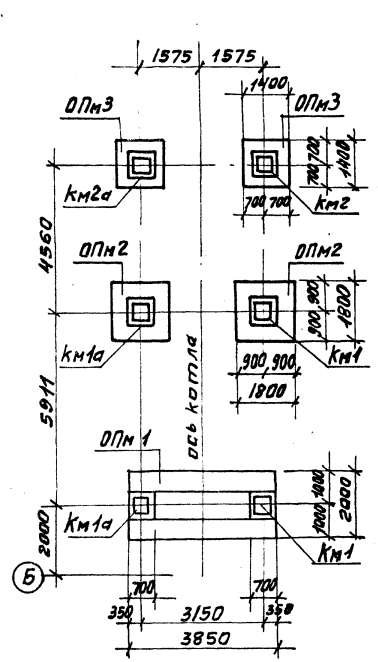 1575 1575
1400
ОПм3 ОПм3
700 700
1400
700 700
Км2а Км2
4560
ОПм2 ОПм2
900 900
1800
Км1а Км1
900 900
1800
5911
ось котла
ОПм1
1000 1000
2000
Км1а Км1
2000
Б
700 700
350 3150 350
3850